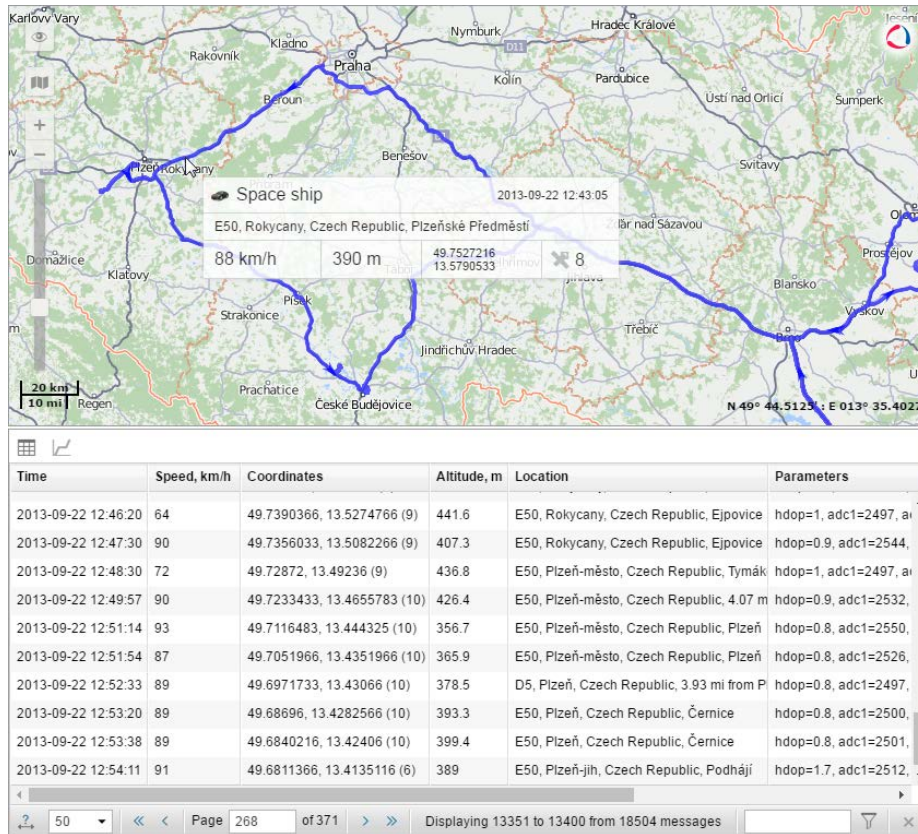 Karlovy Vary
Rakovník
Kladno
Praha
Nymburk
D11
Hradec Králové
Kolín
Pardubice
Ústí nad Orlicí
Šumperk
Beroun
Benešov
Svitavy
Plzeň
Rokycany
Space ship 2013-09-22 12:43:05
E50, Rokycany, Czech Republic, Plzeňské Předměstí
88 km/h 390 m 49.7527216 13.5790533 8
Žďár nad Sázavou
Prostějov
Domažlice
Klatovy
Tábor
Jihlava
Blansko
Vyškov
Písek
Strakonice
Třebíč
Brno
Jindřichův Hradec
20 km
10 mi
Regen
Prachatice
České Budějovice
N 49° 44.5125' : E 013° 35.4022
Time Speed, km/h Coordinates Altitude, m Location Parameters
2013-09-22 12:46:20 64 49.7390366, 13.5274766 (9) 441.6 E50, Rokycany, Czech Republic, Ejpovice hdop=1, adc1=2497, a
2013-09-22 12:47:30 90 49.7356033, 13.5082266 (9) 407.3 E50, Rokycany, Czech Republic, Ejpovice hdop=0.9, adc1=2544,
2013-09-22 12:48:30 72 49.72872, 13.49236 (9) 436.8 E50, Plzeň-město, Czech Republic, Tymák hdop=1, adc1=2497, a
2013-09-22 12:49:57 90 49.7233433, 13.4655783 (10) 426.4 E50, Plzeň-město, Czech Republic, 4.07 m hdop=0.9, adc1=2532,
2013-09-22 12:51:14 93 49.7116483, 13.444325 (10) 356.7 E50, Plzeň-město, Czech Republic, Plzeň hdop=0.8, adc1=2550,
2013-09-22 12:51:54 87 49.7051966, 13.4351966 (10) 365.9 E50, Plzeň-město, Czech Republic, Plzeň hdop=0.8, adc1=2526,
2013-09-22 12:52:33 89 49.6971733, 13.43066 (10) 378.5 D5, Plzeň, Czech Republic, 3.93 mi from P hdop=0.8, adc1=2497,
2013-09-22 12:53:20 89 49.68696, 13.4282566 (10) 393.3 E50, Plzeň, Czech Republic, Černice hdop=0.8, adc1=2500,
2013-09-22 12:53:38 89 49.6840216, 13.42406 (10) 399.4 E50, Plzeň, Czech Republic, Černice hdop=0.8, adc1=2501,
2013-09-22 12:54:11 91 49.6811366, 13.4135116 (6) 389 E50, Plzeň-jih, Czech Republic, Podhájí hdop=1.7, adc1=2512,
50 Page 268 of 371 Displaying 13351 to 13400 from 18504 messages